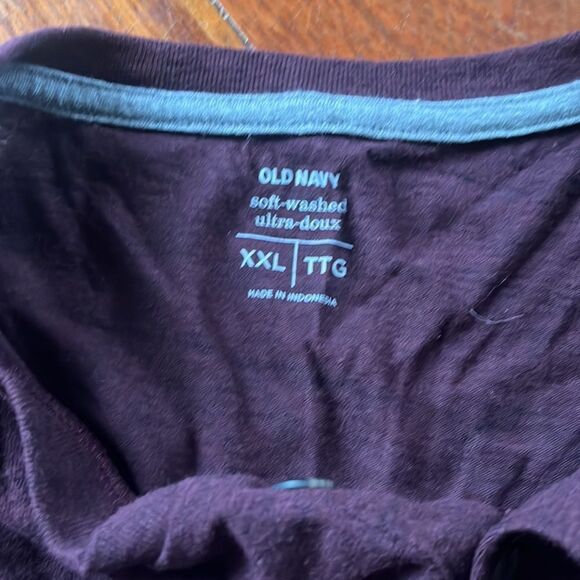 OLD NAVY
soft-washed
ultra-doux
XXL | TTG
MADE IN INDONESIA